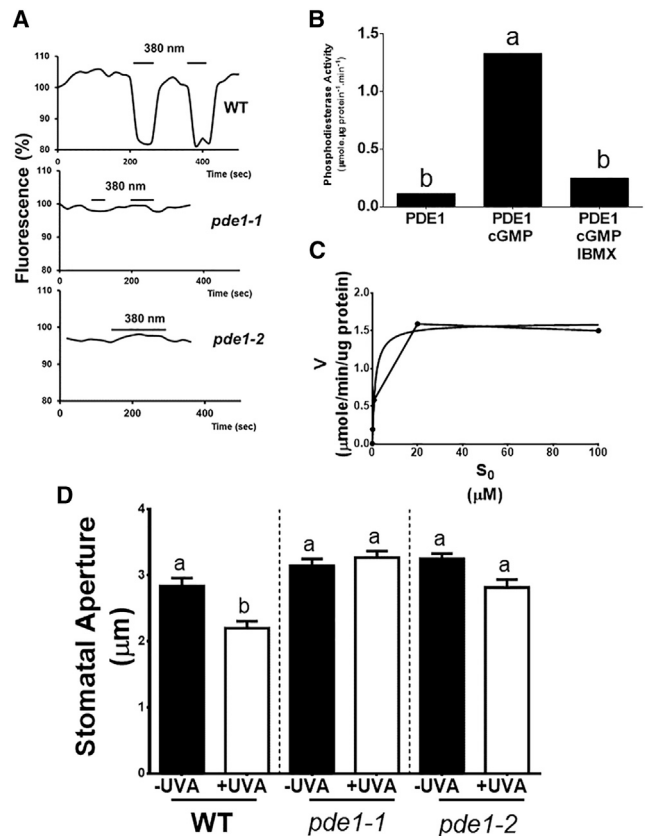 A
380 nm
110
100
90
80
0
200
400
WT
Time (sec)
Fluorescence (%)
110
380 nm
100
90
80
0
200
400
pde1-1
Time (sec)
110
380 nm
100
90
80
0
200
400
pde1-2
Time (sec)
B
Phosphodiesterase Activity
(µmole.µg protein⁻¹.min⁻¹)
1.5
1.0
0.5
0.0
b
a
b
PDE1
PDE1
cGMP
PDE1
cGMP
IBMX
C
V
(µmole/min/ug protein)
2.0
1.5
1.0
0.5
0.0
0
20
40
60
80
100
S₀
(µM)
D
Stomatal Aperture
(µm)
4
3
2
1
0
a
b
a
a
a
a
-UVA
+UVA
-UVA
+UVA
-UVA
+UVA
WT
pde1-1
pde1-2